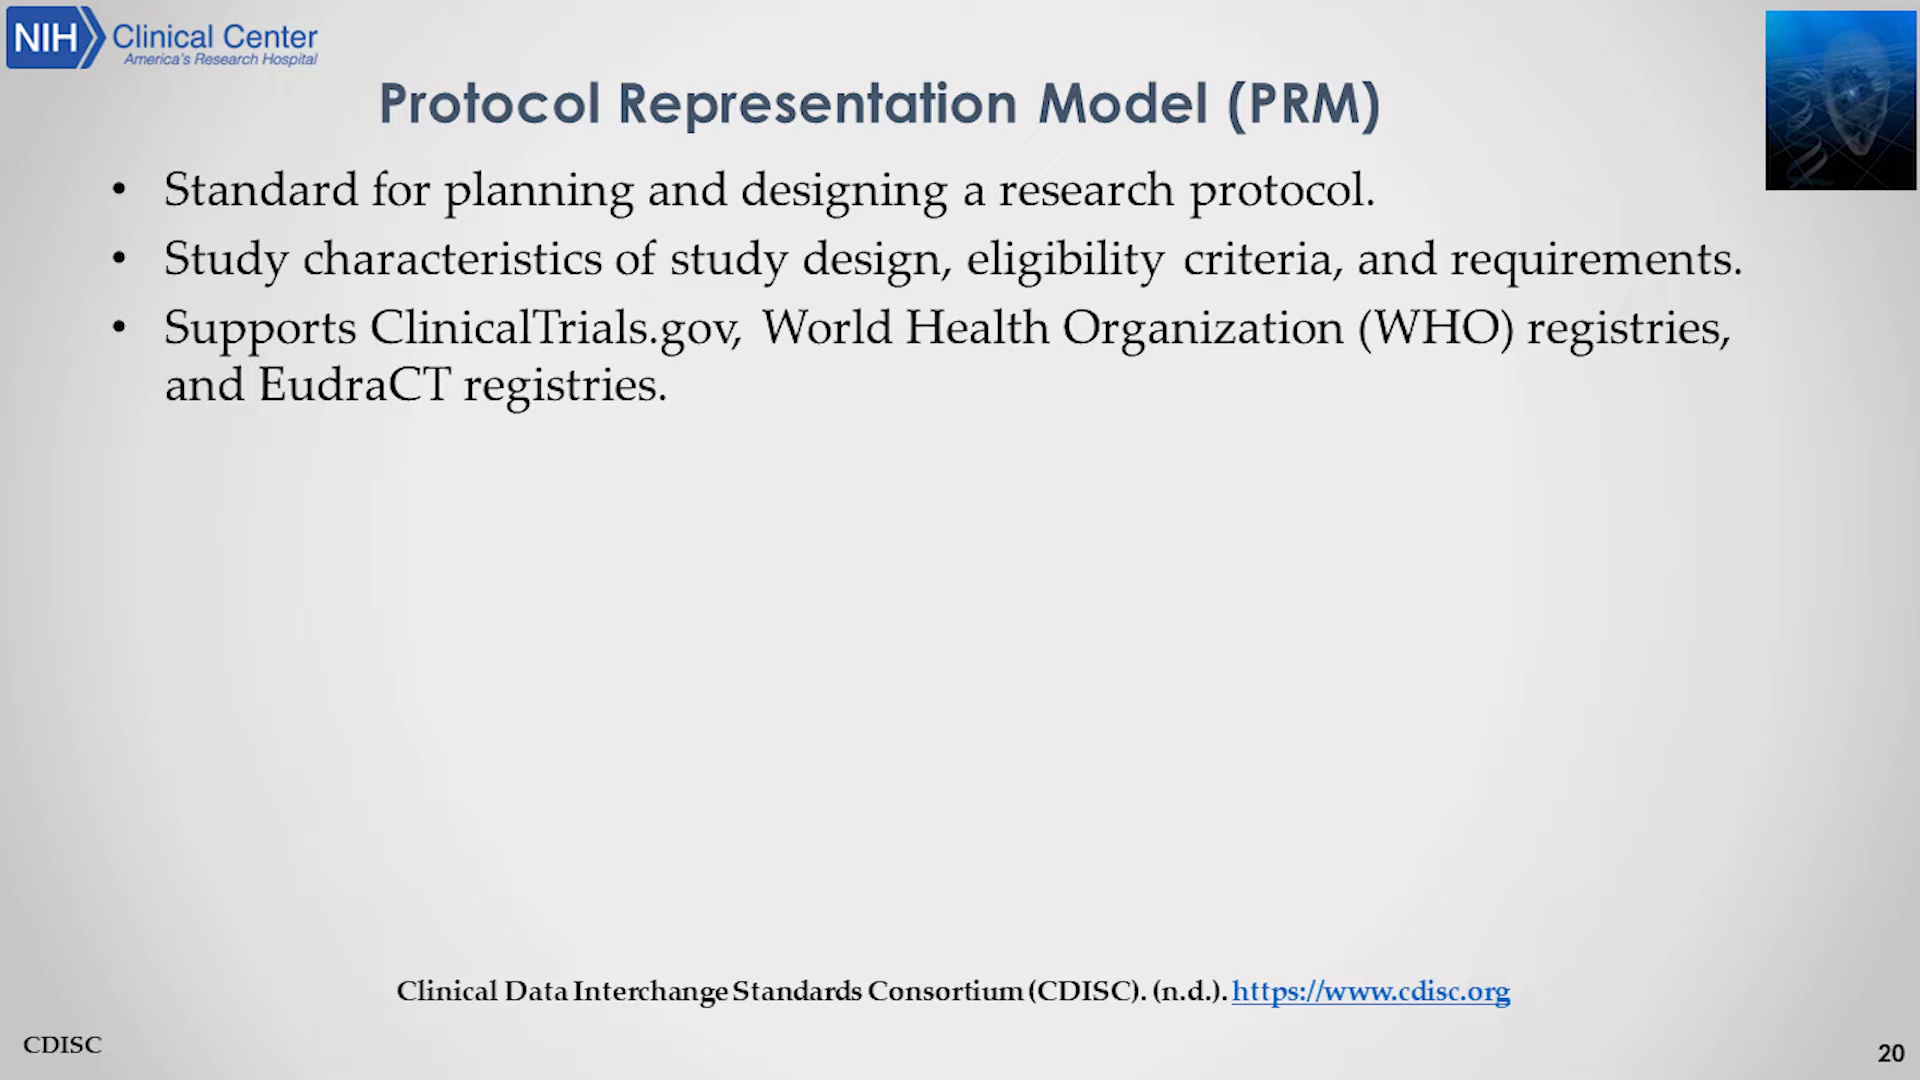 NIH Clinical Center
America's Research Hospital
Protocol Representation Model (PRM)
• Standard for planning and designing a research protocol.
• Study characteristics of study design, eligibility criteria, and requirements.
• Supports ClinicalTrials.gov, World Health Organization (WHO) registries,
and EudraCT registries.
Clinical Data Interchange Standards Consortium (CDISC). (n.d.). https://www.cdisc.org
CDISC
20